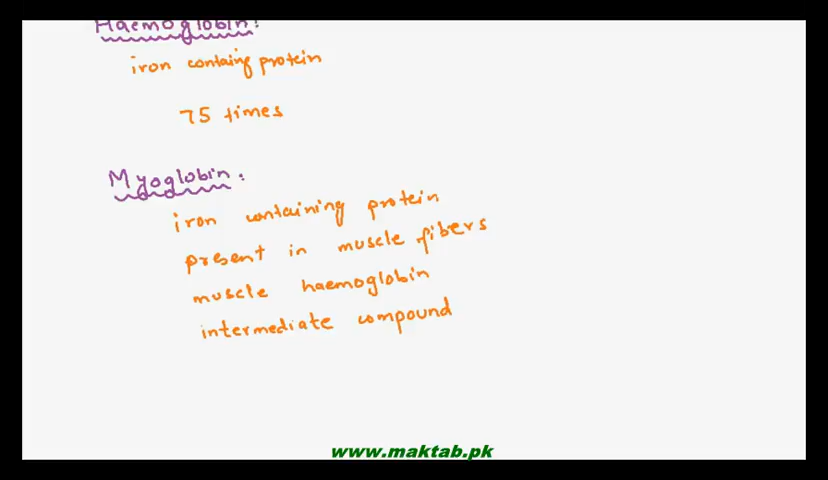 Haemoglobin:
iron containg protein
75 times
Myoglobin:
iron containing protein
present in muscle fibers
muscle haemoglobin
intermediate compound
www.maktab.pk